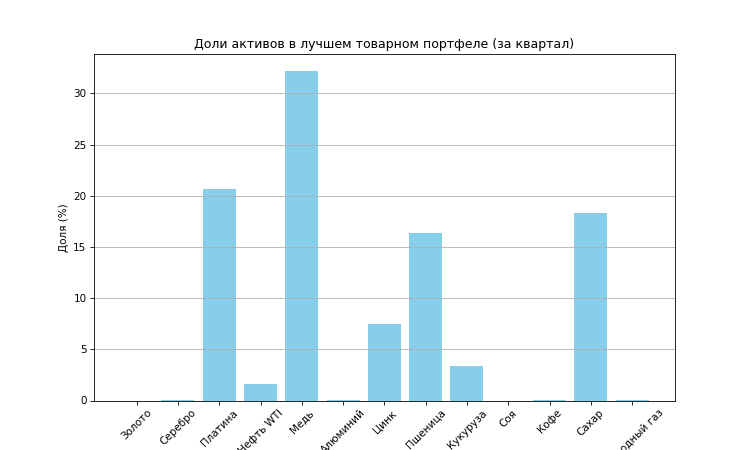 Доли активов в лучшем товарном портфеле (за квартал)
Доля (%)
30
25
20
15
10
5
0
Золото
Серебро
Платина
Нефть WTI
Медь
Алюминий
Цинк
Пшеница
Кукуруза
Соя
Кофе
Сахар
газ